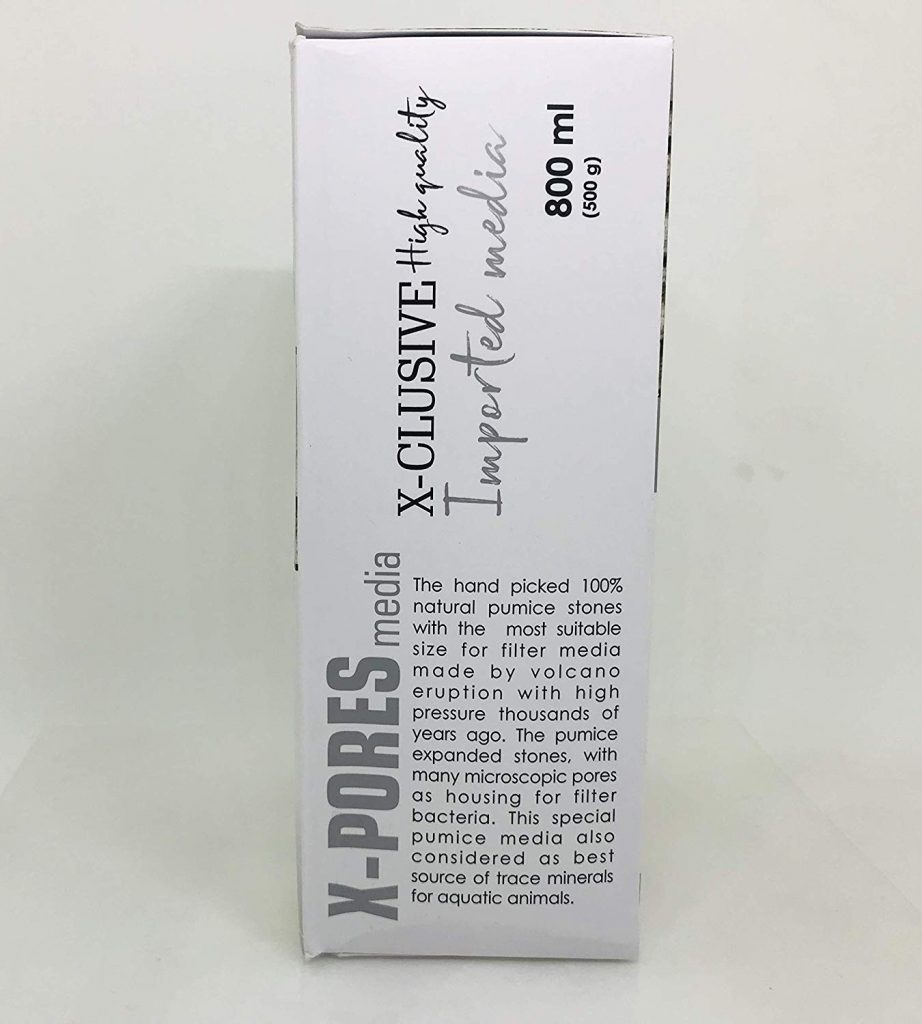 X-PORES media
X-CLUSIVE High quality
Imported media
800 ml
(500 g)
The hand picked 100%
natural pumice stones
with the most suitable
size for filter media
made by volcano
eruption with high
pressure thousands of
years ago. The pumice
expanded stones, with
many microscopic pores
as housing for filter
bacteria. This special
pumice media also
considered as best
source of trace minerals
for aquatic animals.